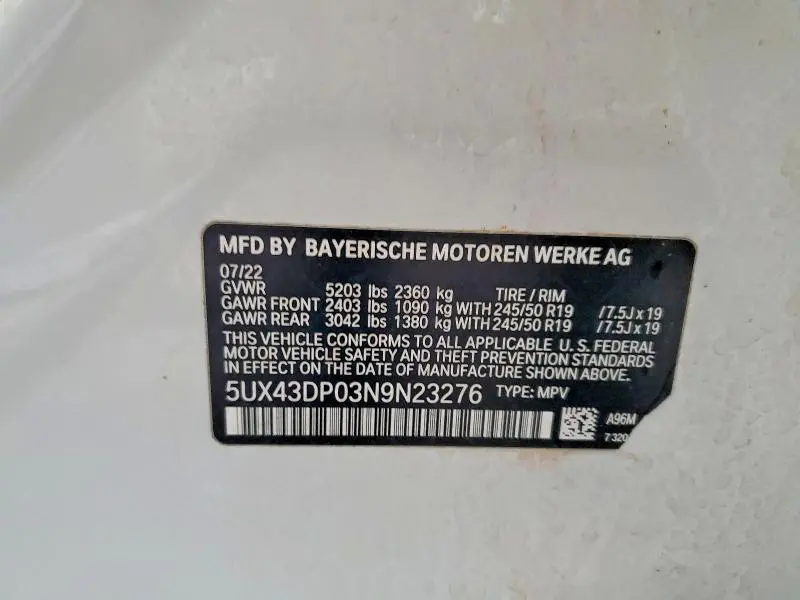 MFD BY BAYERISCHE MOTOREN WERKE AG
07/22
GVWR 5203 lbs 2360 kg TIRE / RIM
GAWR FRONT 2403 lbs 1090 kg WITH 245/50 R19 /7.5J x 19
GAWR REAR 3042 lbs 1380 kg WITH 245/50 R19 /7.5J x 19
THIS VEHICLE CONFORMS TO ALL APPLICABLE U.S. FEDERAL
MOTOR VEHICLE SAFETY AND THEFT PREVENTION STANDARDS
IN EFFECT ON THE DATE OF MANUFACTURE SHOWN ABOVE.
5UX43DP03N9N23276 TYPE: MPV
A96M
7 320